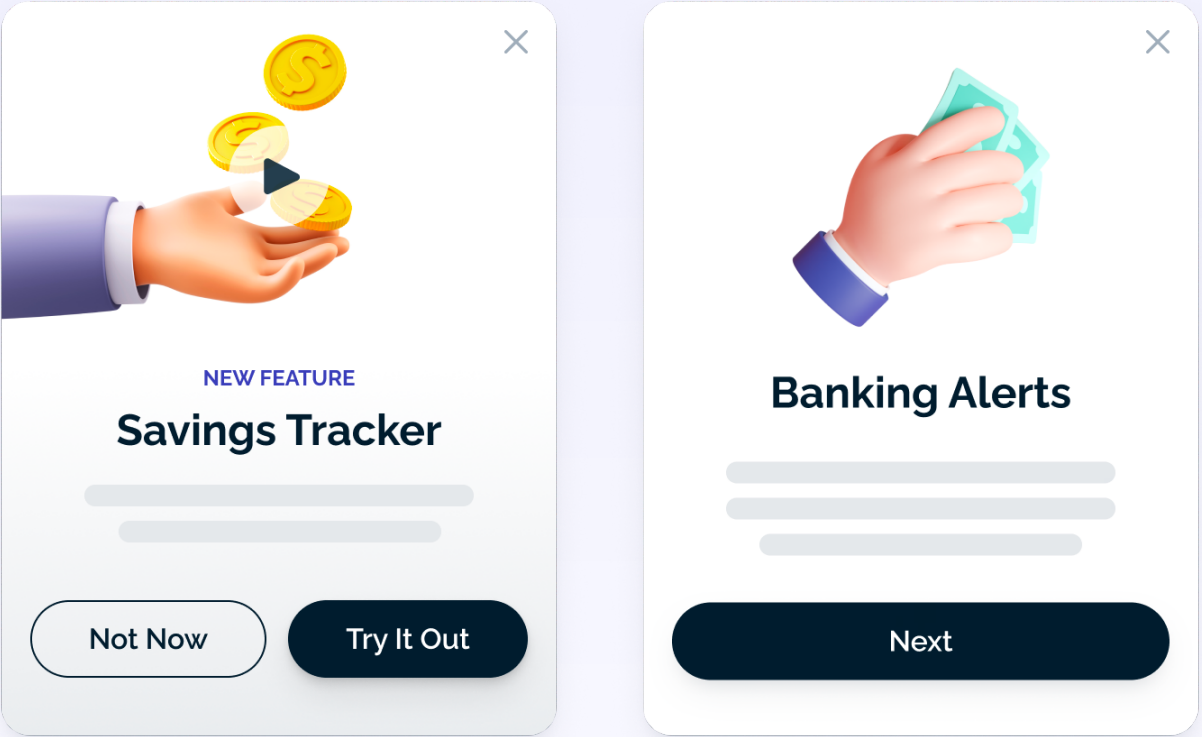 NEW FEATURE
Savings Tracker
Not Now
Try It Out
Banking Alerts
Next